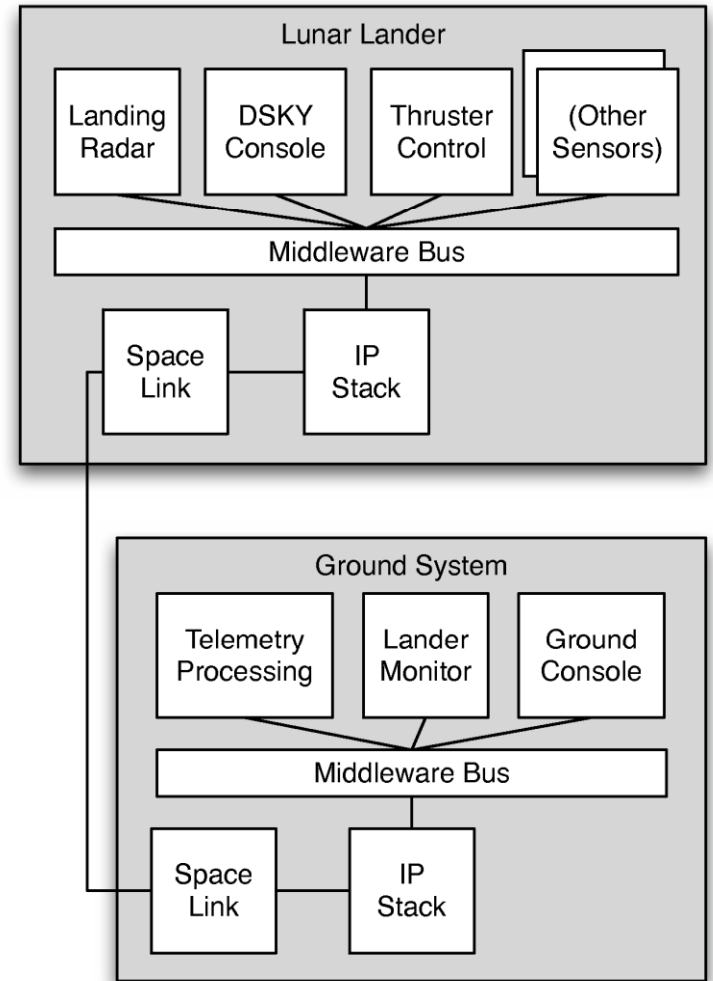 Lunar Lander
Landing
Radar
DSKY
Console
Thruster
Control
(Other
Sensors)
Middleware Bus
Space
Link
IP
Stack
Ground System
Telemetry
Processing
Lander
Monitor
Ground
Console
Middleware Bus
Space
Link
IP
Stack